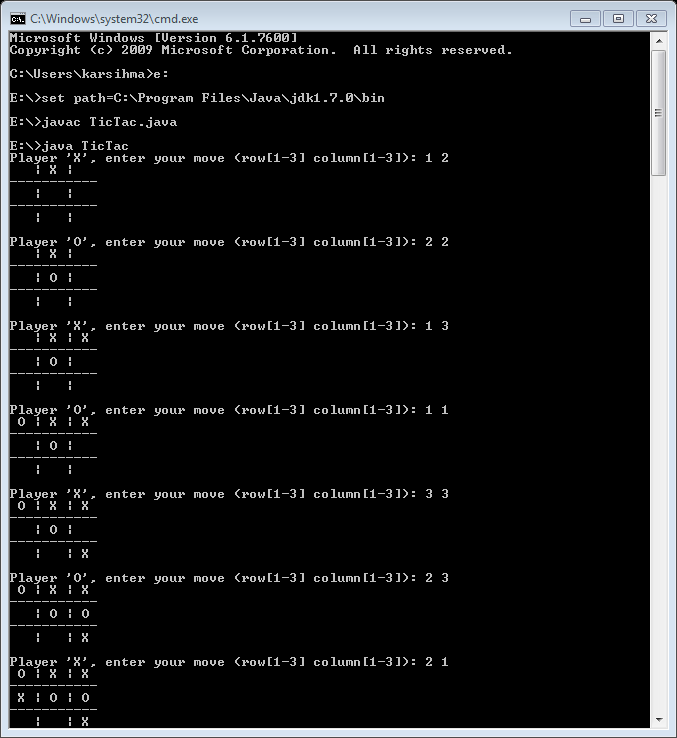 C:\Windows\system32\cmd.exe
Microsoft Windows [Version 6.1.7600]
Copyright (c) 2009 Microsoft Corporation.  All rights reserved.
C:\Users\karsihma>e:
E:\>set path=C:\Program Files\Java\jdk1.7.0\bin
E:\>javac TicTac.java
E:\>java TicTac
Player 'X', enter your move (row[1-3] column[1-3]): 1 2
   | X |
-----------
   |   |
-----------
   |   |
Player 'O', enter your move (row[1-3] column[1-3]): 2 2
   | X |
-----------
   | O |
-----------
   |   |
Player 'X', enter your move (row[1-3] column[1-3]): 1 3
   | X | X
-----------
   | O |
-----------
   |   |
Player 'O', enter your move (row[1-3] column[1-3]): 1 1
 O | X | X
-----------
   | O |
-----------
   |   |
Player 'X', enter your move (row[1-3] column[1-3]): 3 3
 O | X | X
-----------
   | O |
-----------
   |   | X
Player 'O', enter your move (row[1-3] column[1-3]): 2 3
 O | X | X
-----------
   | O | O
-----------
   |   | X
Player 'X', enter your move (row[1-3] column[1-3]): 2 1
 O | X | X
-----------
 X | O | O
-----------
   |   | X